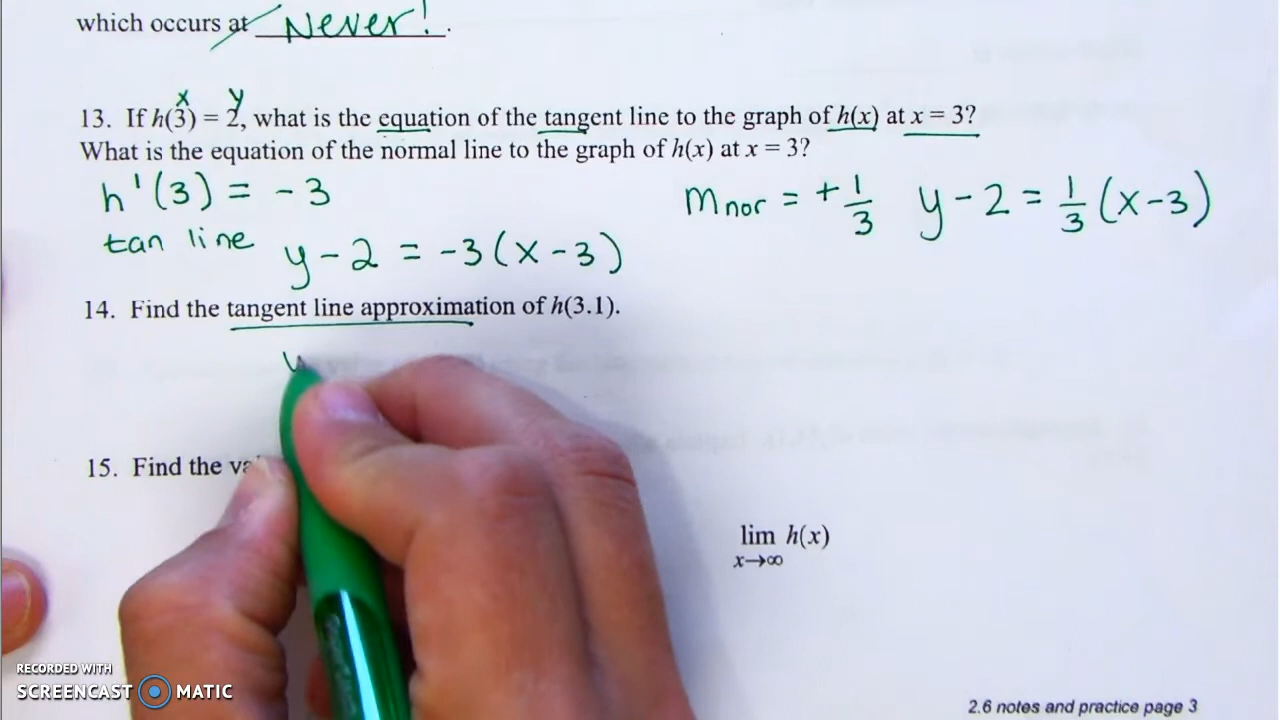 which occurs at Never!.
13. If h(3) = 2, what is the equation of the tangent line to the graph of h(x) at x = 3?
x y
What is the equation of the normal line to the graph of h(x) at x = 3?
h'(3) = -3
tan line y-2 = -3(x-3)
m nor = +1/3 y-2 = 1/3(x-3)
14. Find the tangent line approximation of h(3.1).
y
15. Find the
lim h(x)
x→∞
RECORDED WITH
SCREENCAST MATIC
2.6 notes and practice page 3